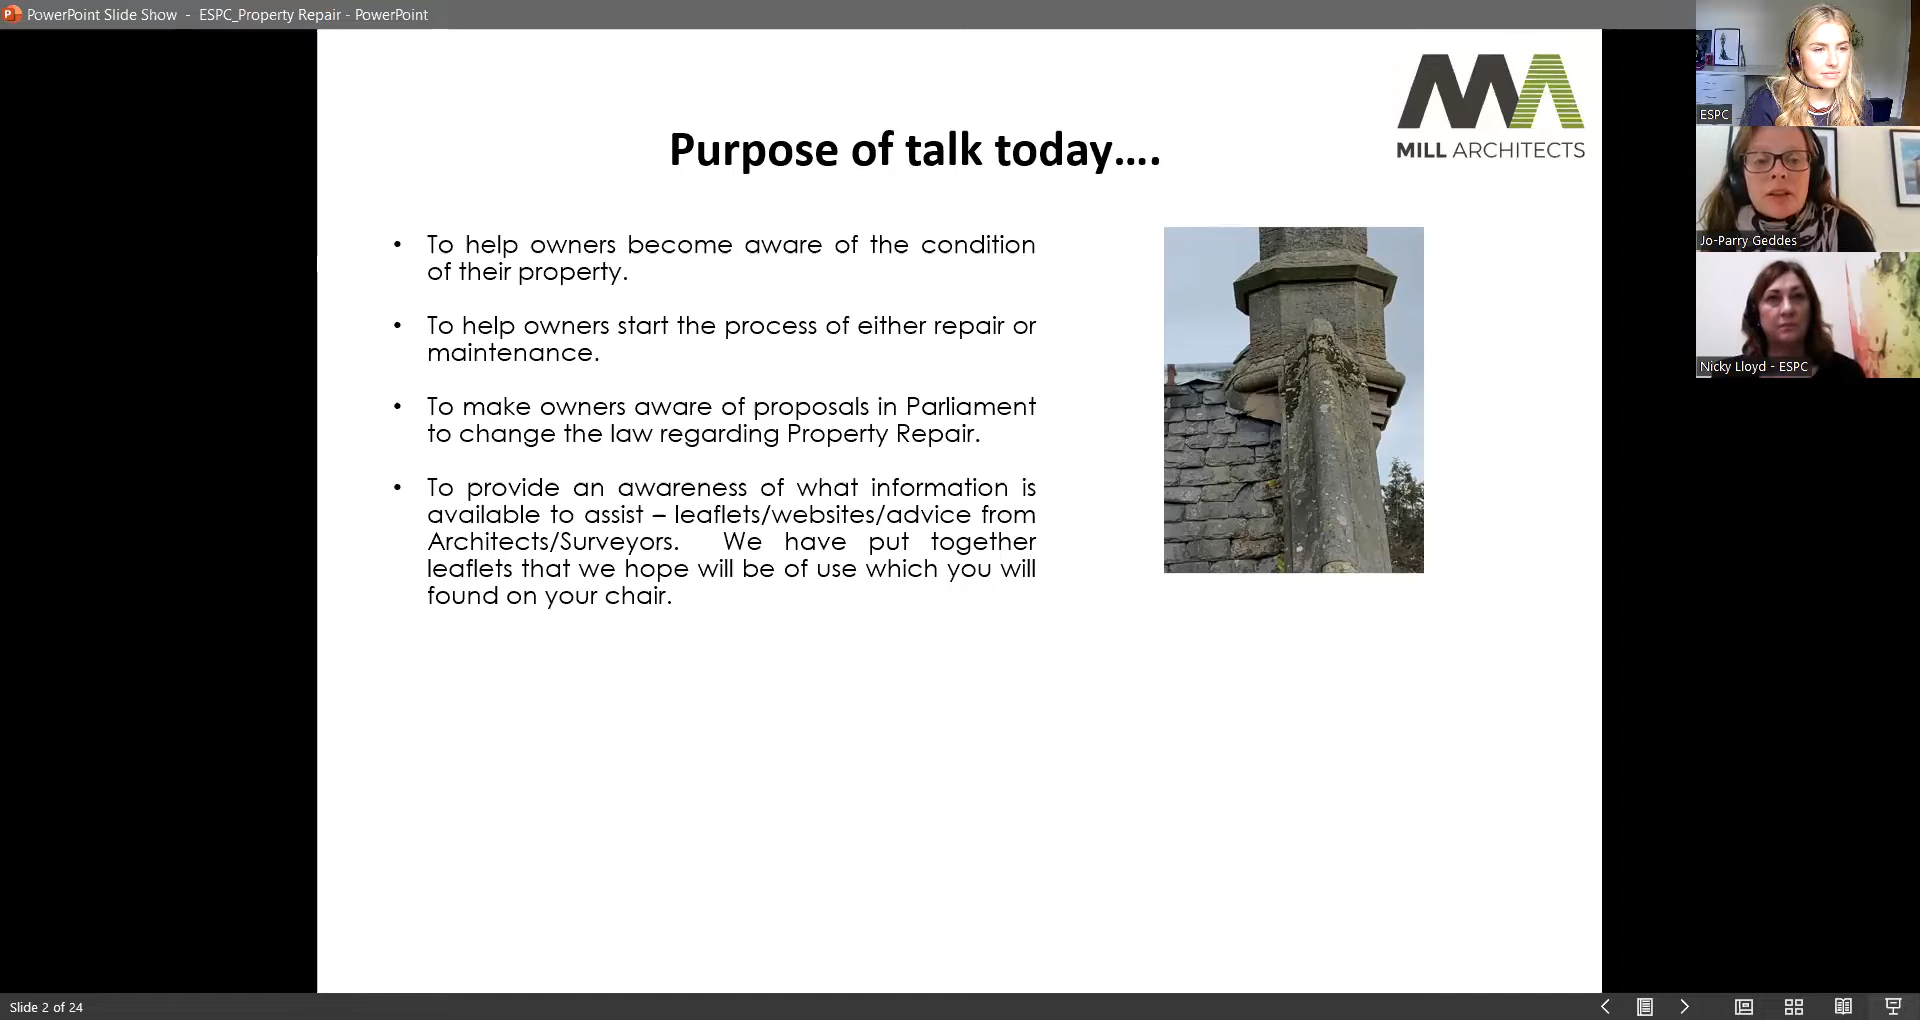 PowerPoint Slide Show - ESPC_Property Repair - PowerPoint
MILL ARCHITECTS
Purpose of talk today....
• To help owners become aware of the condition
of their property.
• To help owners start the process of either repair or
maintenance.
• To make owners aware of proposals in Parliament
to change the law regarding Property Repair.
• To provide an awareness of what information is
available to assist – leaflets/websites/advice from
Architects/Surveyors. We have put together
leaflets that we hope will be of use which you will
found on your chair.
ESPC
Jo-Parry Geddes
Nicky Lloyd - ESPC
Slide 2 of 24